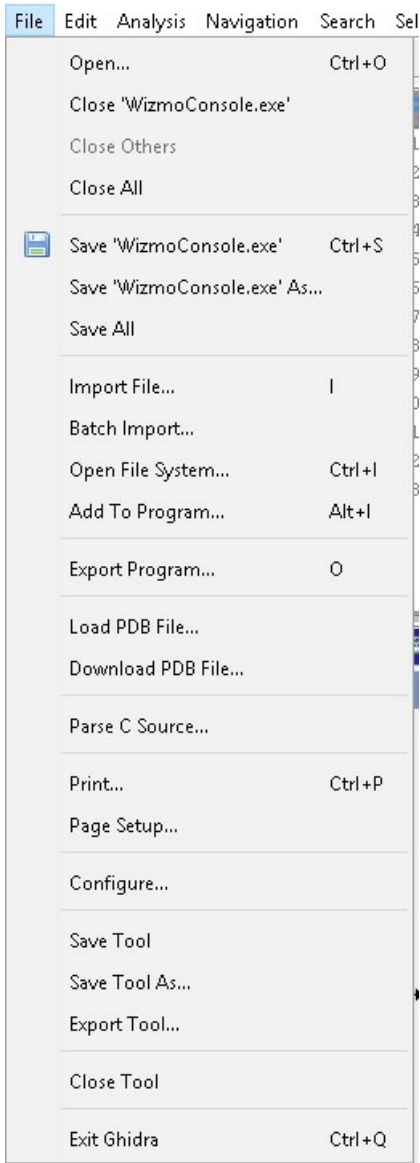 File Edit Analysis Navigation Search Sel
Open... Ctrl+O
Close 'WizmoConsole.exe'
Close Others
Close All
Save 'WizmoConsole.exe' Ctrl+S
Save 'WizmoConsole.exe' As...
Save All
Import File... I
Batch Import...
Open File System... Ctrl+I
Add To Program... Alt+I
Export Program... O
Load PDB File...
Download PDB File...
Parse C Source...
Print... Ctrl+P
Page Setup...
Configure...
Save Tool
Save Tool As...
Export Tool...
Close Tool
Exit Ghidra Ctrl+Q